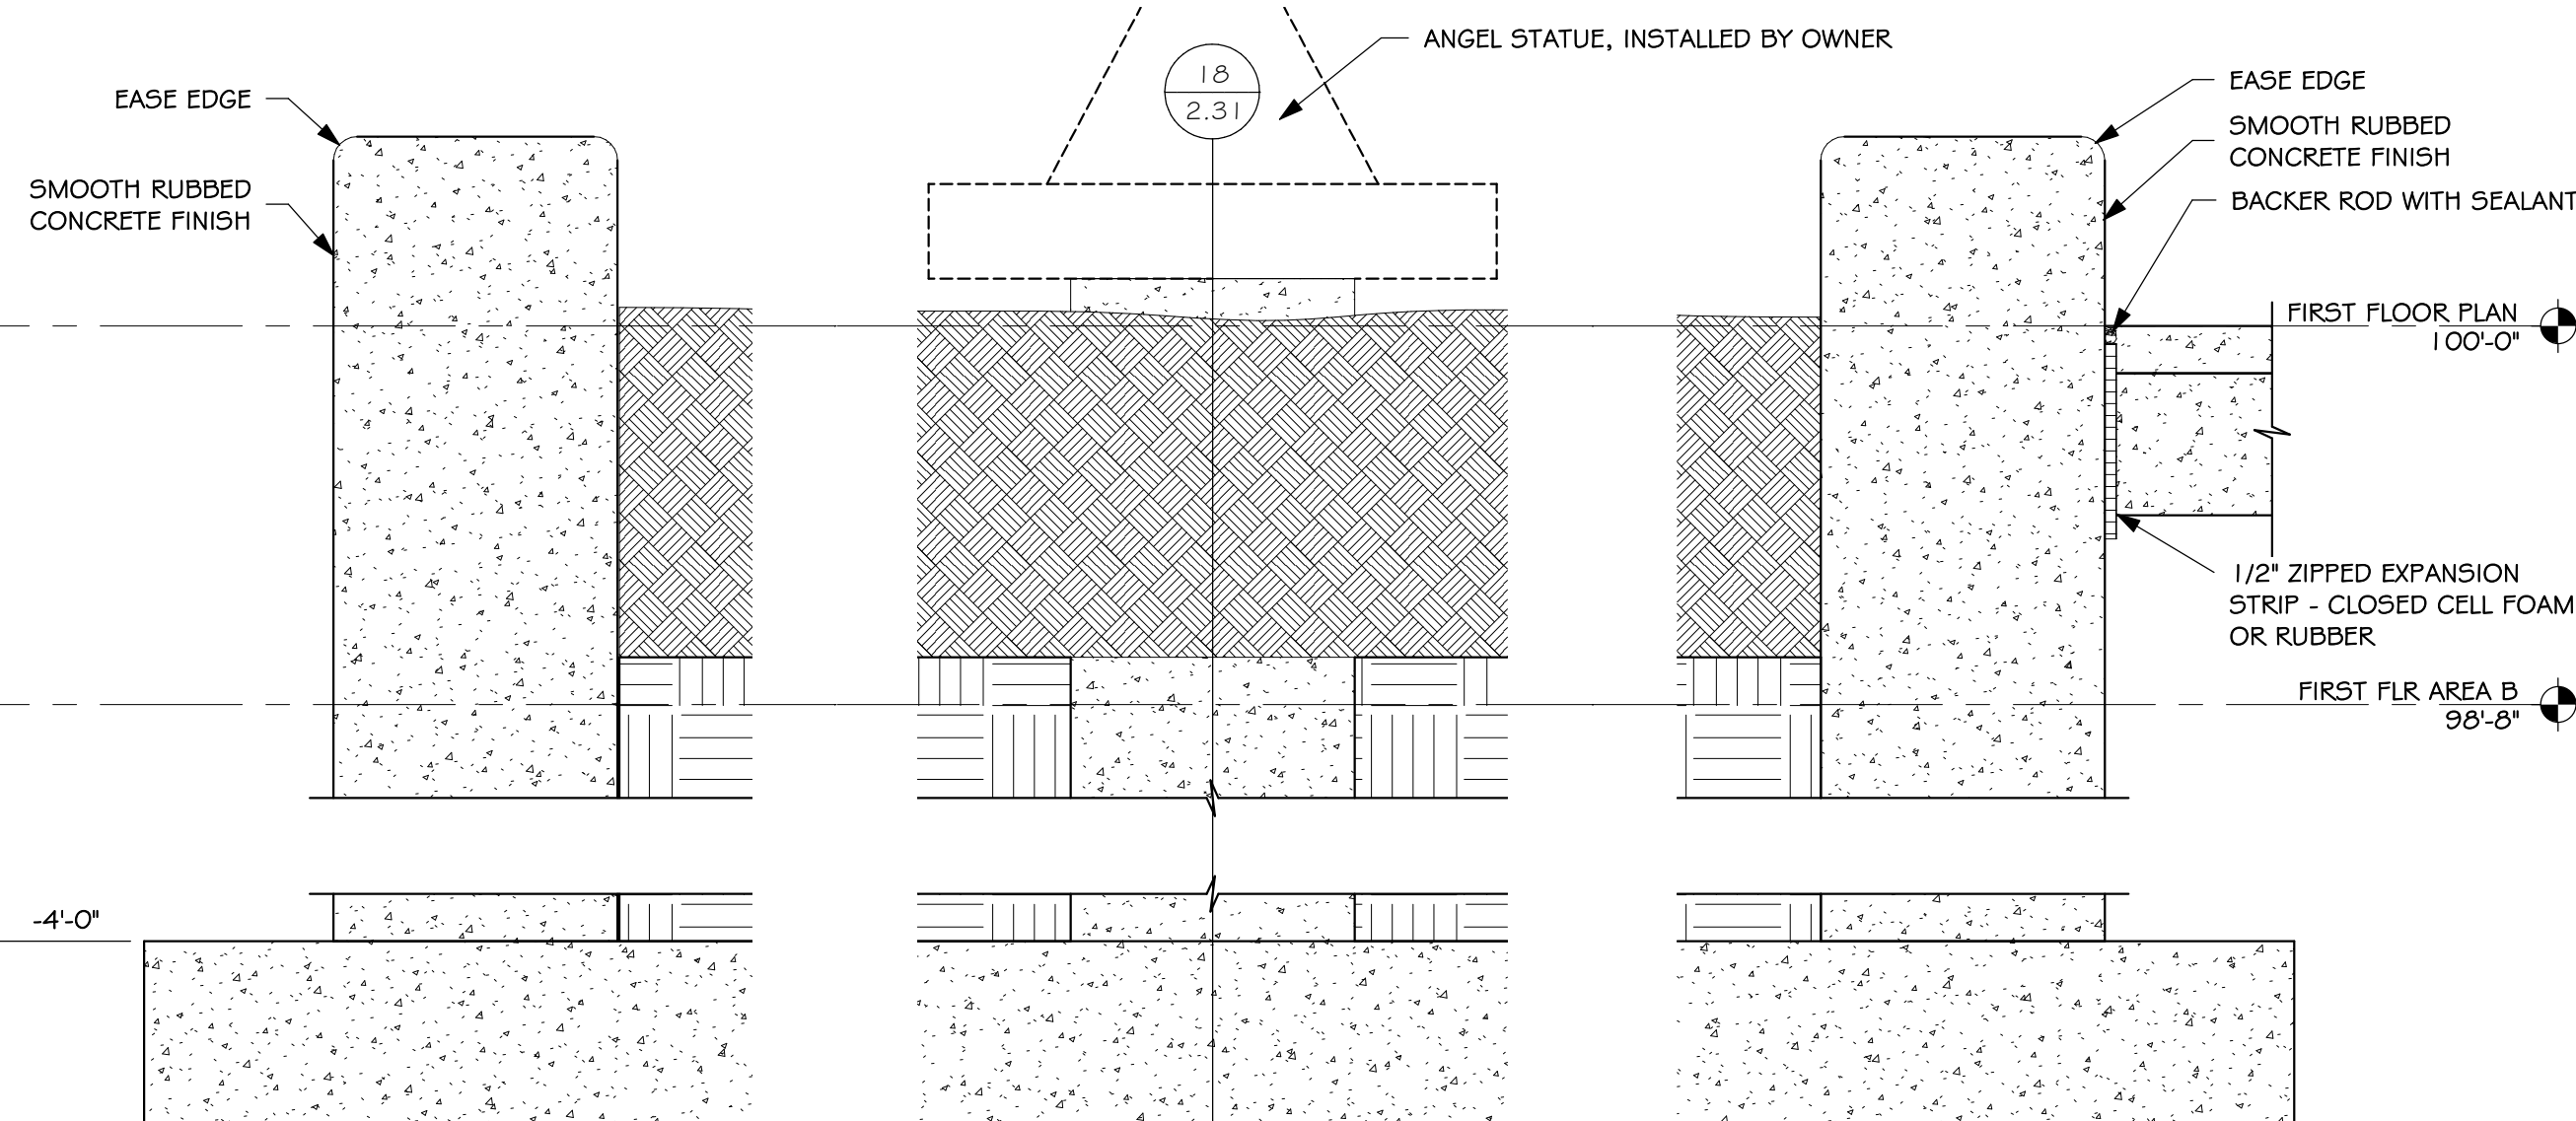 ANGEL STATUE, INSTALLED BY OWNER
18
2.31
EASE EDGE
SMOOTH RUBBED
CONCRETE FINISH
EASE EDGE
SMOOTH RUBBED
CONCRETE FINISH
BACKER ROD WITH SEALANT
FIRST FLOOR PLAN
100'-0"
1/2" ZIPPED EXPANSION
STRIP - CLOSED CELL FOAM
OR RUBBER
FIRST FLR AREA B
98'-8"
-4'-0"